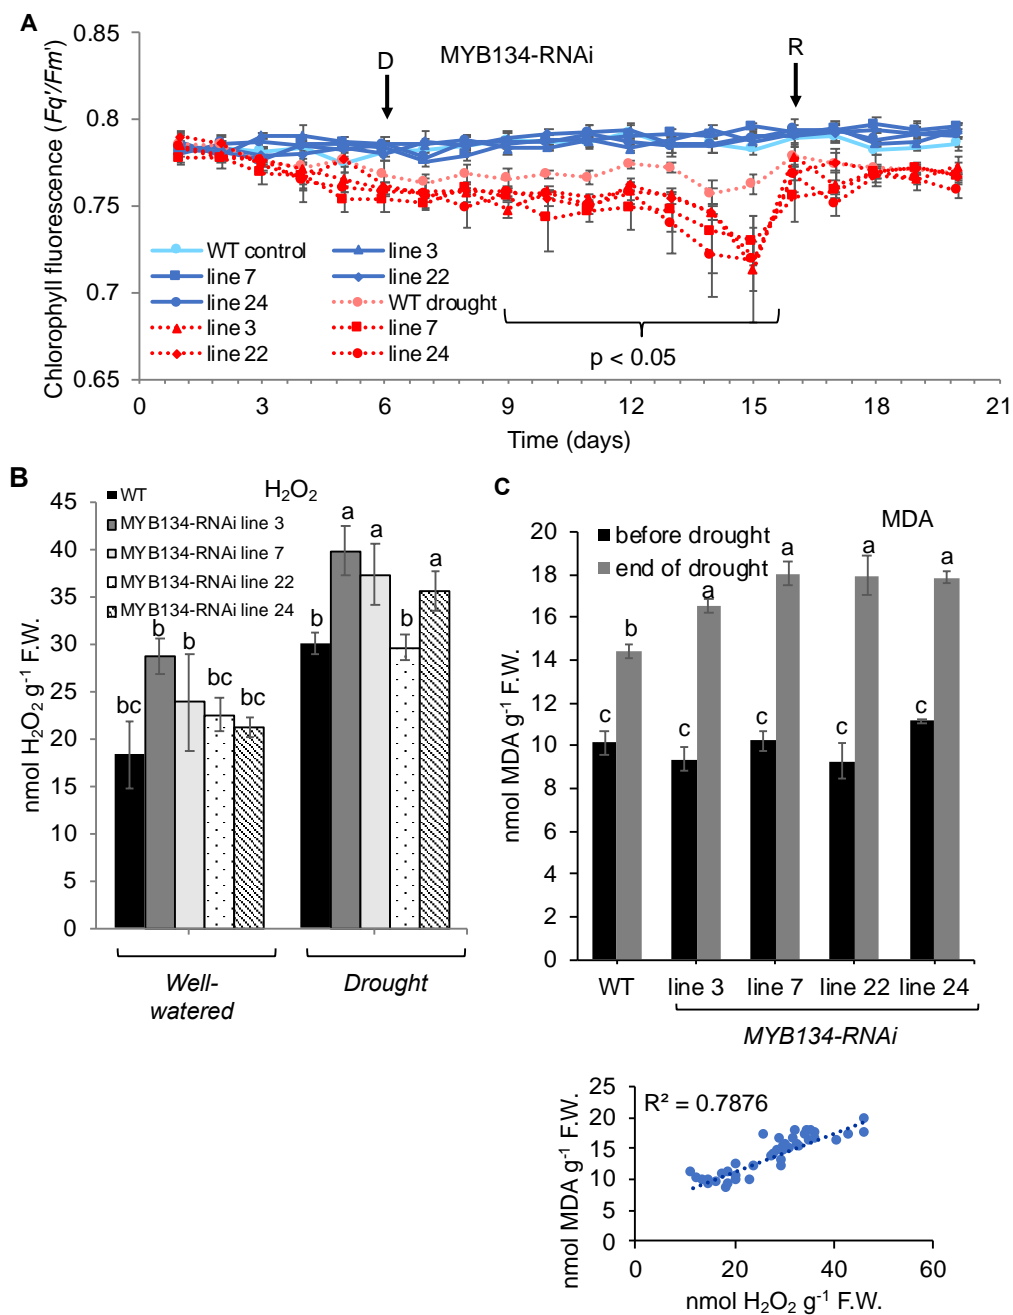 A
MYB134-RNAi
D
R
Chlorophyll fluorescence (Fq'/Fm')
0.85
0.8
0.75
0.7
0.65
WT control
line 3
line 7
line 22
line 24
WT drought
line 3
line 7
line 22
line 24
p < 0.05
0 3 6 9 12 15 18 21
Time (days)
B
H₂O₂
WT
MYB134-RNAi line 3
MYB134-RNAi line 7
MYB134-RNAi line 22
MYB134-RNAi line 24
nmol H₂O₂ g⁻¹ F.W.
45
40
35
30
25
20
15
10
5
0
bc b b bc bc
b a a b a
Well-
watered
Drought
C
MDA
before drought
end of drought
nmol MDA g⁻¹ F.W.
20
18
16
14
12
10
8
6
4
2
0
c b c a c a c a c a
WT line 3 line 7 line 22 line 24
MYB134-RNAi
R² = 0.7876
nmol MDA g⁻¹ F.W.
25
20
15
10
5
0
0 20 40 60
nmol H₂O₂ g⁻¹ F.W.